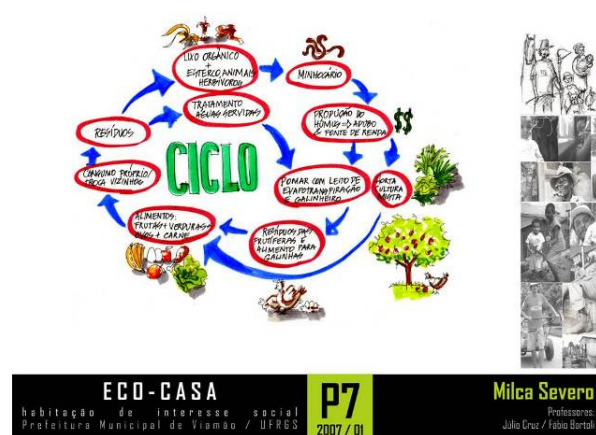 LIXO ORGÂNICO
+
ESTERCO ANIMAIS
HERBÍVOROS
MINHOCÁRIO
TRATAMENTO
ÁGUAS SERVIDAS
PRODUÇÃO DO
HÚMUS => ADUBO
& FONTE DE RENDA
$$
RESÍDUOS
CICLO
CONSUMO PRÓPRIO/
TROCA VIZINHOS
POMAR COM LEITO DE
EVAPOTRANSPIRAÇÃO
E GALINHEIRO
HORTA
CULTURA
MISTA
ALIMENTOS:
FRUTAS + VERDURAS +
OVOS + CARNE
RESÍDUOS DAS
FRUTÍFERAS E
ALIMENTO PARA
GALINHAS
ECO-CASA
habitação de interesse social
Prefeitura Municipal de Viamão / UFRGS
P7
2007 / 01
Milca Severo
Professores:
Júlio Cruz / Fábio Bortoli